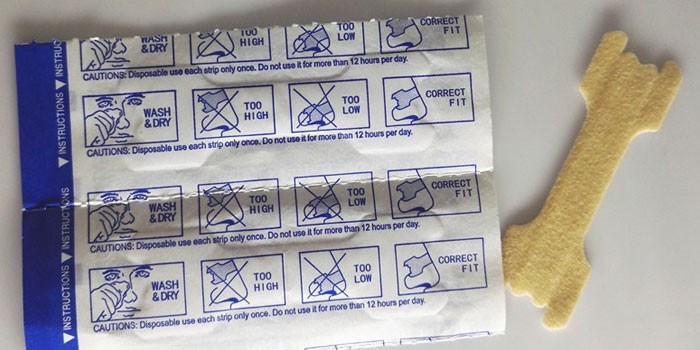 WASH
& DRY
TOO
HIGH
TOO
LOW
CORRECT
FIT
CAUTIONS: Disposable use each strip only once. Do not use it for more than 12 hours per day.
WASH
& DRY
TOO
HIGH
TOO
LOW
CORRECT
FIT
CAUTIONS: Disposable use each strip only once. Do not use it for more than 12 hours per day.
WASH
& DRY
TOO
HIGH
TOO
LOW
CORRECT
FIT
CAUTIONS: Disposable use each strip only once. Do not use it for more than 12 hours per day.
WASH
& DRY
TOO
HIGH
TOO
LOW
CORRECT
FIT
CAUTIONS: Disposable use each strip only once. Do not use it for more than 12 hours per day.
▼ INSTRUCTIONS ▼ INSTRUCTIONS ▼ INSTRUCTIONS ▼ INSTRUC